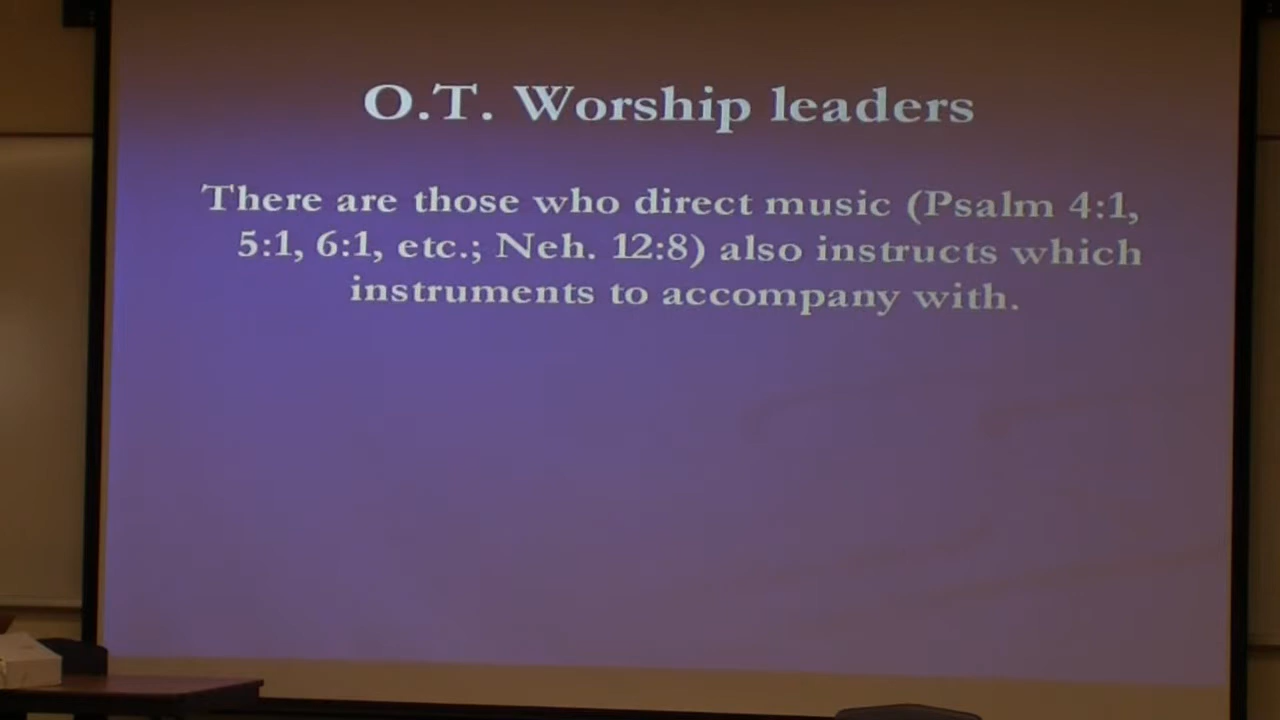 O.T. Worship leaders
There are those who direct music (Psalm 4:1,
5:1, 6:1, etc.; Neh. 12:8) also instructs which
instruments to accompany with.